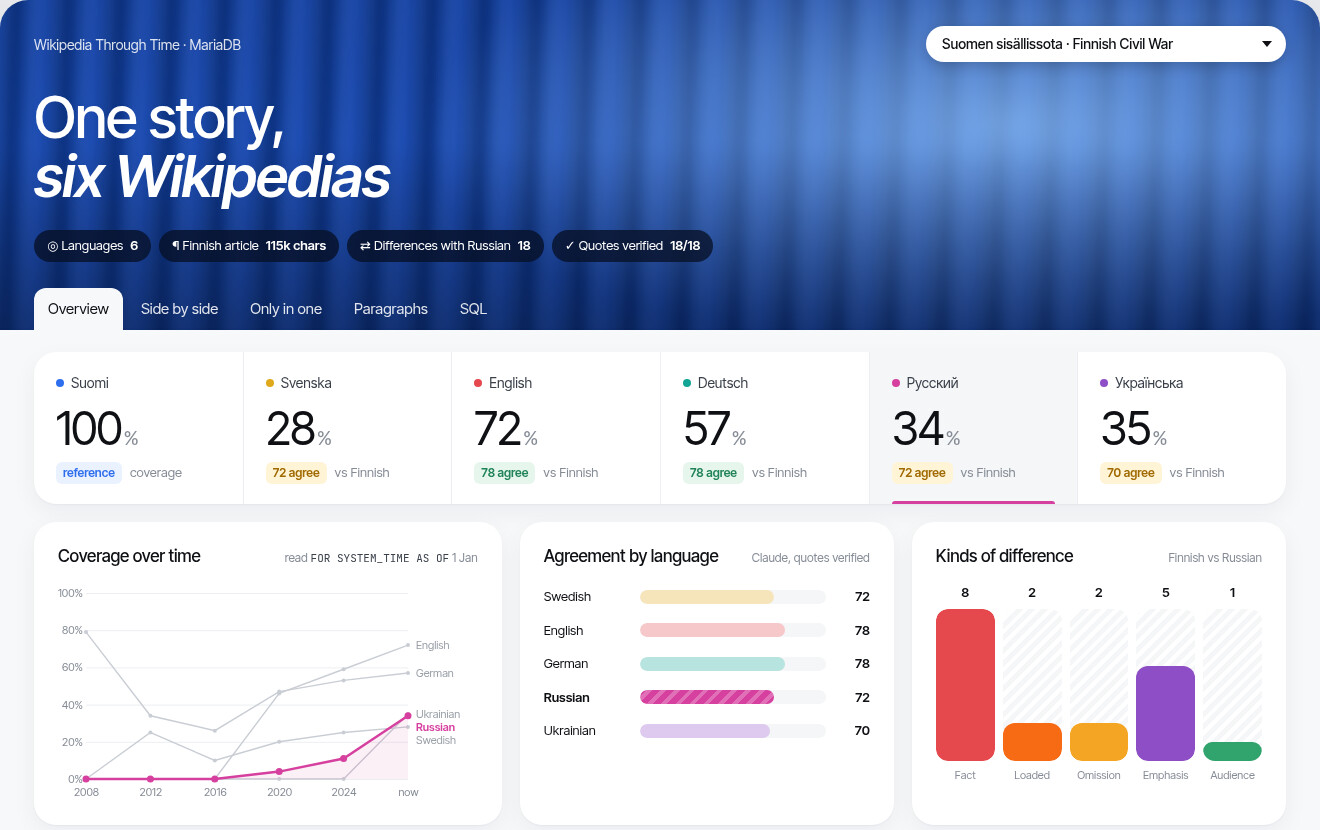 Wikipedia Through Time · MariaDB
Suomen sisällissota · Finnish Civil War
One story,
six Wikipedias
◎ Languages 6
¶ Finnish article 115k chars
⇄ Differences with Russian 18
✓ Quotes verified 18/18
Overview
Side by side
Only in one
Paragraphs
SQL
Suomi
100%
reference coverage
Svenska
28%
72 agree vs Finnish
English
72%
78 agree vs Finnish
Deutsch
57%
78 agree vs Finnish
Русский
34%
72 agree vs Finnish
Українська
35%
70 agree vs Finnish
Coverage over time
read FOR SYSTEM_TIME AS OF 1 Jan
100%
80%
60%
40%
20%
0%
English
German
Ukrainian
Russian
Swedish
2008
2012
2016
2020
2024
now
Agreement by language
Claude, quotes verified
Swedish 72
English 78
German 78
Russian 72
Ukrainian 70
Kinds of difference
Finnish vs Russian
8 2 2 5 1
Fact Loaded Omission Emphasis Audience